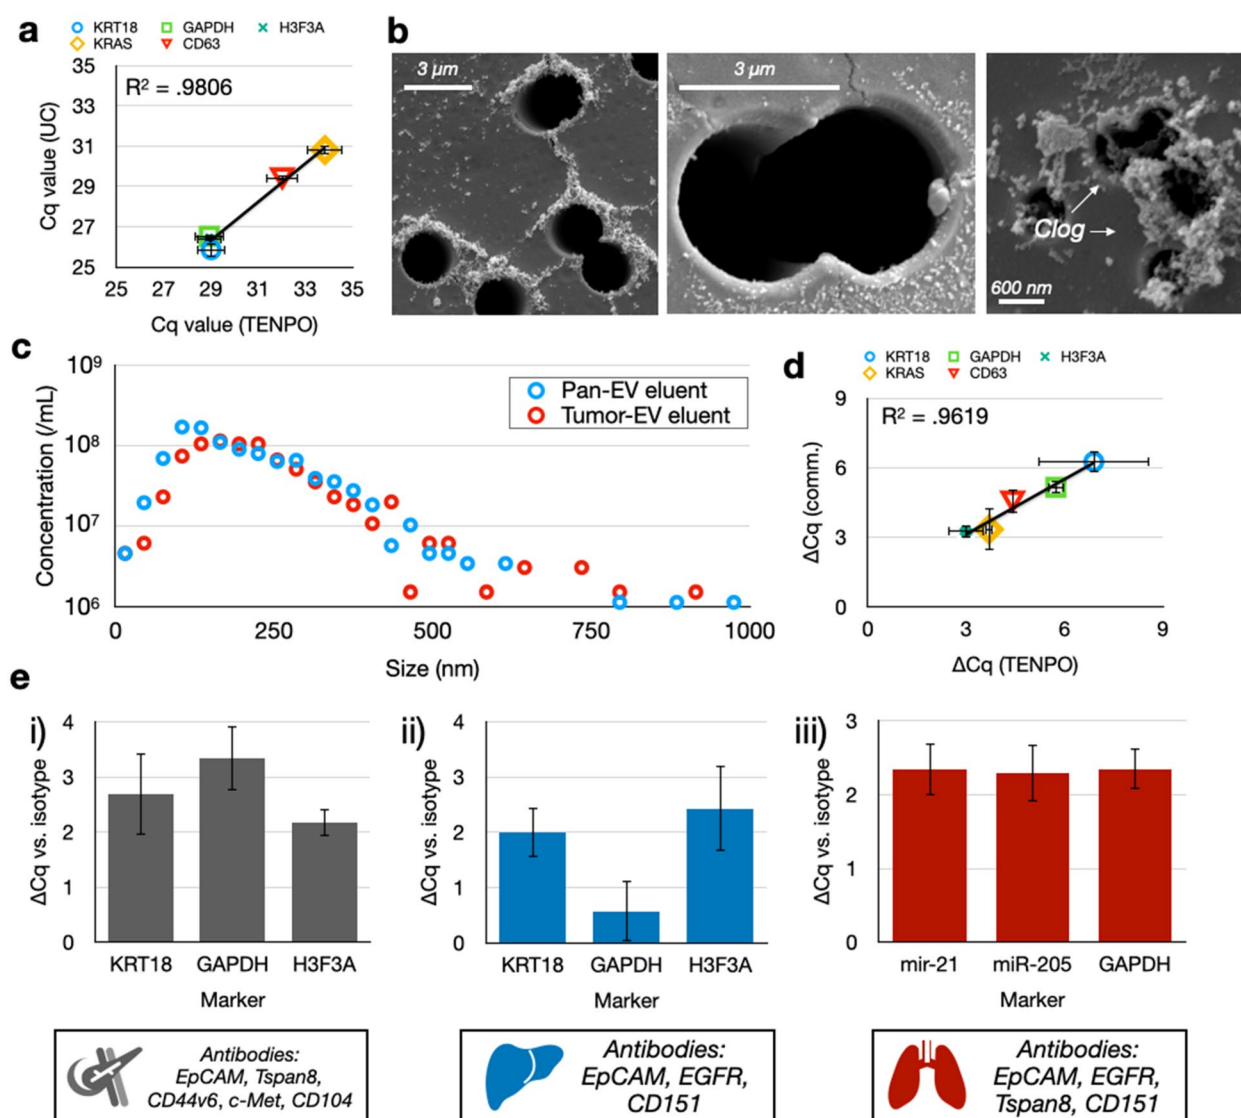 a
KRT18 GAPDH H3F3A
KRAS CD63
R² = .9806
Cq value (UC)
35
33
31
29
27
25
25 27 29 31 33 35
Cq value (TENPO)
b
3 µm
3 µm
Clog
600 nm
c
Pan-EV eluent
Tumor-EV eluent
Concentration (/mL)
10⁹
10⁸
10⁷
10⁶
0 250 500 750 1000
Size (nm)
d
KRT18 GAPDH H3F3A
KRAS CD63
R² = .9619
ΔCq (comm.)
9
6
3
0
0 3 6 9
ΔCq (TENPO)
e
i)
ΔCq vs. isotype
4
3
2
1
0
KRT18 GAPDH H3F3A
Marker
Antibodies:
EpCAM, Tspan8,
CD44v6, c-Met, CD104
ii)
ΔCq vs. isotype
4
3
2
1
0
KRT18 GAPDH H3F3A
Marker
Antibodies:
EpCAM, EGFR,
CD151
iii)
ΔCq vs. isotype
3
2
1
0
mir-21 miR-205 GAPDH
Marker
Antibodies:
EpCAM, EGFR,
Tspan8, CD151